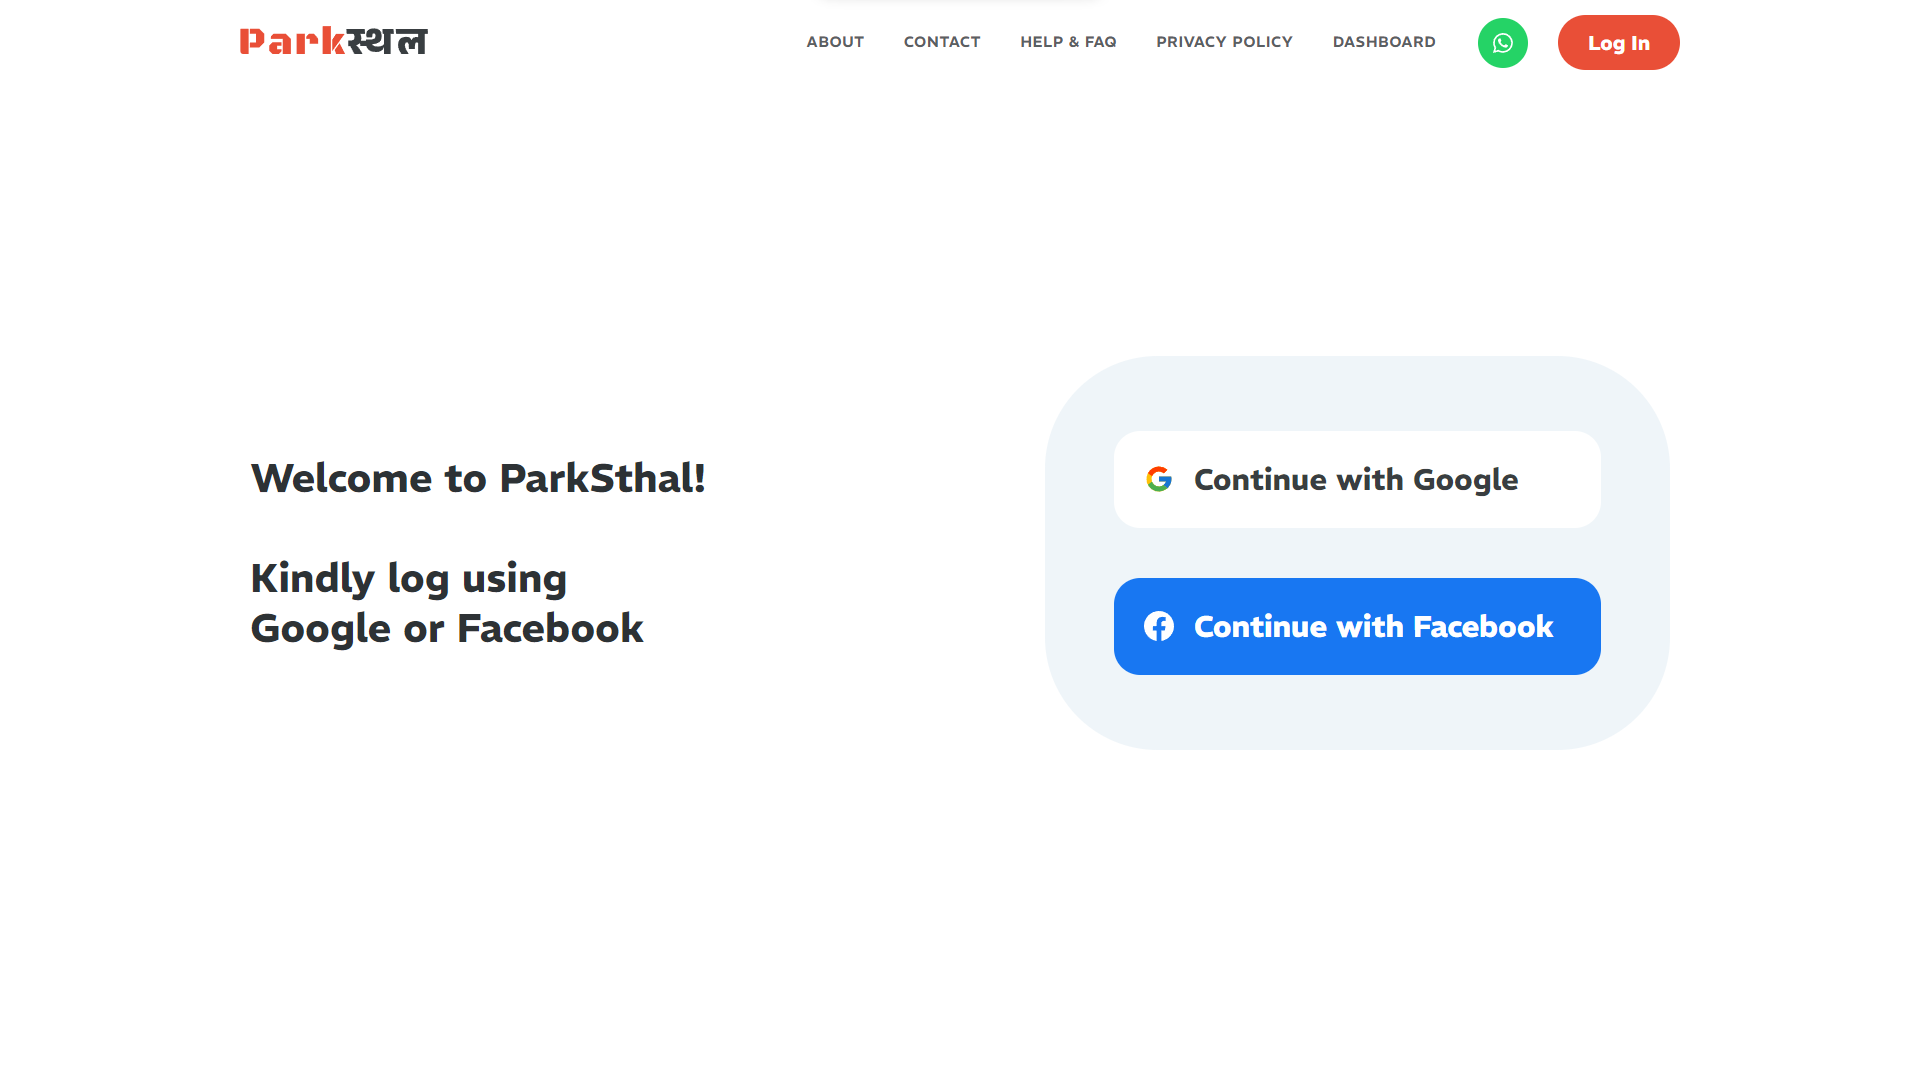 Parkस्थल
ABOUT CONTACT HELP & FAQ PRIVACY POLICY DASHBOARD Log In
Welcome to ParkSthal!
Kindly log using
Google or Facebook
Continue with Google
Continue with Facebook